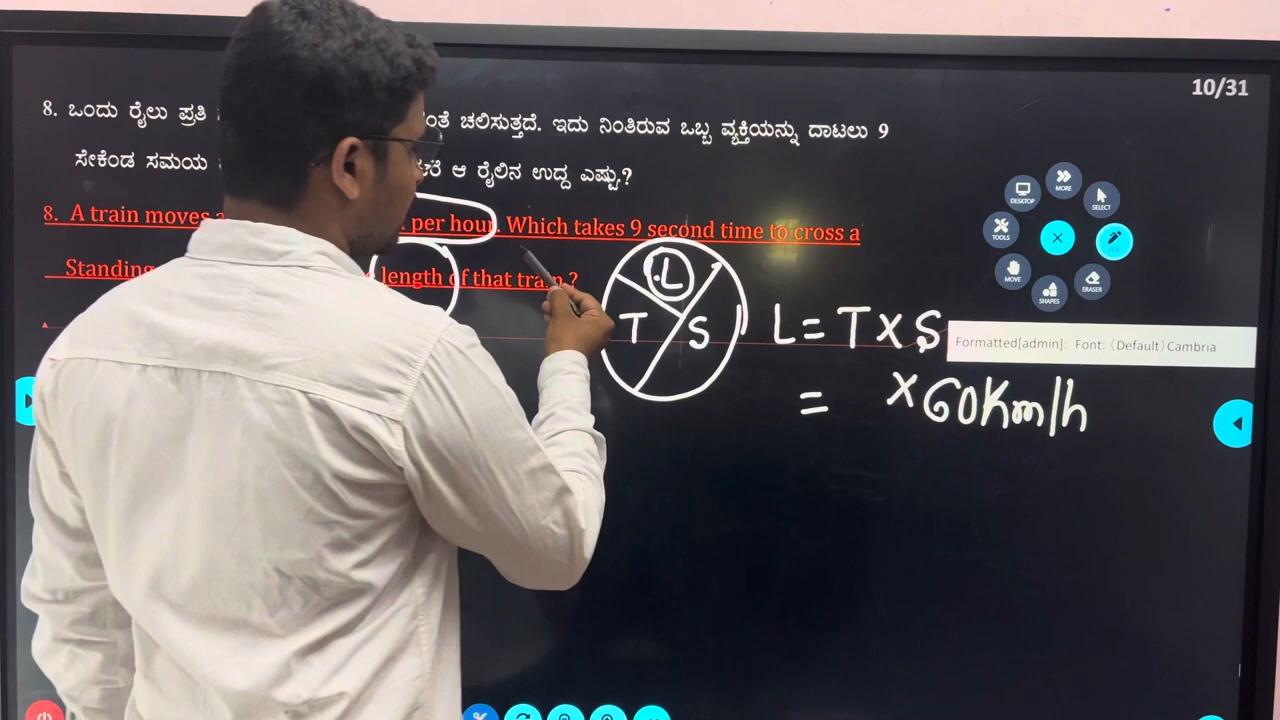 10/31
8. ಒಂದು ರೈಲು ಪ್ರತಿ ಚಲಿಸುತ್ತದೆ. ಇದು ನಿಂತಿರುವ ಒಬ್ಬ ವ್ಯಕ್ತಿಯನ್ನು ದಾಟಲು 9
ಸೇಕೆಂಡ ಸಮಯ ಆ ರೈಲಿನ ಉದ್ದ ಎಷ್ಟು?
8. A train moves per hour. Which takes 9 second time to cross a
Standing length of that train ?
L
T S
L = T X S
= X 60Km/h
Formatted[admin]: Font: (Default) Cambria
MORE
DESKTOP
SELECT
TOOLS
PEN
MOVE
ERASER
SHAPES